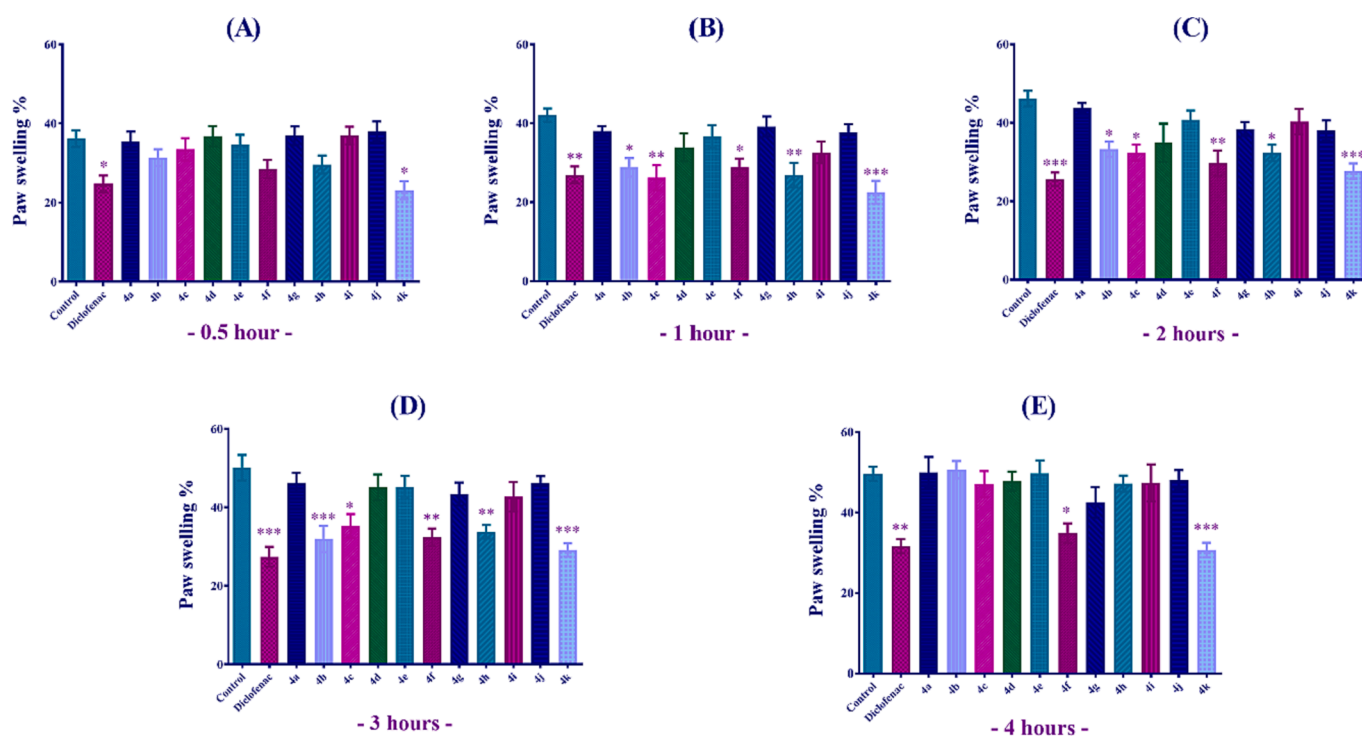 (A)
Paw swelling %
60
40
20
0
*
*
Control
Diclofenac
4a
4b
4c
4d
4e
4f
4g
4h
4i
4j
4k
- 0.5 hour -
(B)
Paw swelling %
60
40
20
0
**
*
**
*
**
***
Control
Diclofenac
4a
4b
4c
4d
4e
4f
4g
4h
4i
4j
4k
- 1 hour -
(C)
Paw swelling %
60
40
20
0
***
*
*
**
*
***
Control
Diclofenac
4a
4b
4c
4d
4e
4f
4g
4h
4i
4j
4k
- 2 hours -
(D)
Paw swelling %
60
40
20
0
***
***
*
**
**
***
Control
Diclofenac
4a
4b
4c
4d
4e
4f
4g
4h
4i
4j
4k
- 3 hours -
(E)
Paw swelling %
60
40
20
0
**
*
***
Control
Diclofenac
4a
4b
4c
4d
4e
4f
4g
4h
4i
4j
4k
- 4 hours -